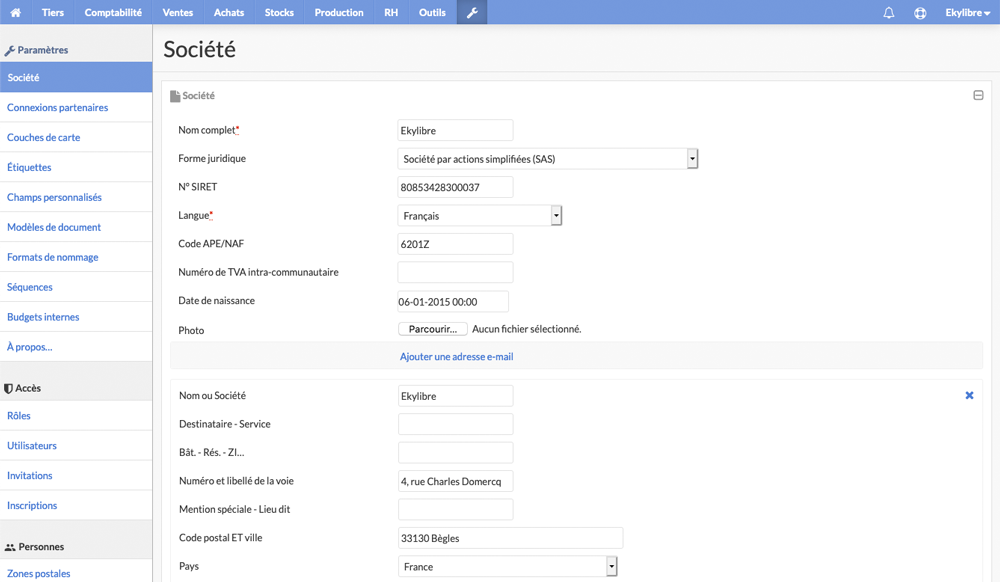 Tiers Comptabilité Ventes Achats Stocks Production RH Outils Ekylibre
Paramètres
Société
Connexions partenaires
Couches de carte
Étiquettes
Champs personnalisés
Modèles de document
Formats de nommage
Séquences
Budgets internes
À propos...
Accès
Rôles
Utilisateurs
Invitations
Inscriptions
Personnes
Zones postales
Société
Société
Nom complet* Ekylibre
Forme juridique Société par actions simplifiées (SAS)
N° SIRET 80853428300037
Langue* Français
Code APE/NAF 6201Z
Numéro de TVA intra-communautaire
Date de naissance 06-01-2015 00:00
Photo Parcourir... Aucun fichier sélectionné.
Ajouter une adresse e-mail
Nom ou Société Ekylibre
Destinataire - Service
Bât. - Rés. - ZI...
Numéro et libellé de la voie 4, rue Charles Domercq
Mention spéciale - Lieu dit
Code postal ET ville 33130 Bègles
Pays France